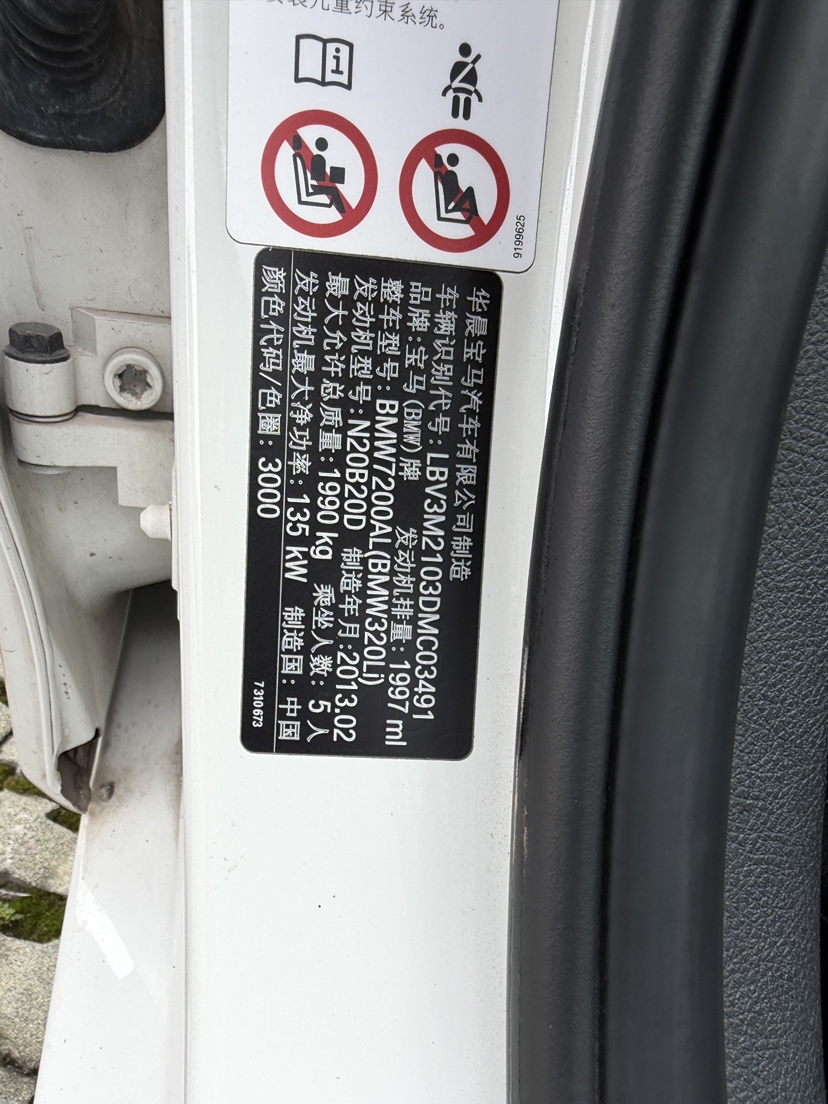 儿童约束系统。
9199625
华晨宝马汽车有限公司制造
车辆识别代号：LBV3M2103DMC03491
品牌：宝马(BMW)牌 发动机排量：1997 ml
整车型号：BMW7200AL(BMW320Li)
发动机型号：N20B20D 制造年月：2013.02
最大允许总质量：1990 kg 乘坐人数：5 人
发动机最大净功率：135 kW 制造国：中国
颜色代码/色圈：3000
7310673